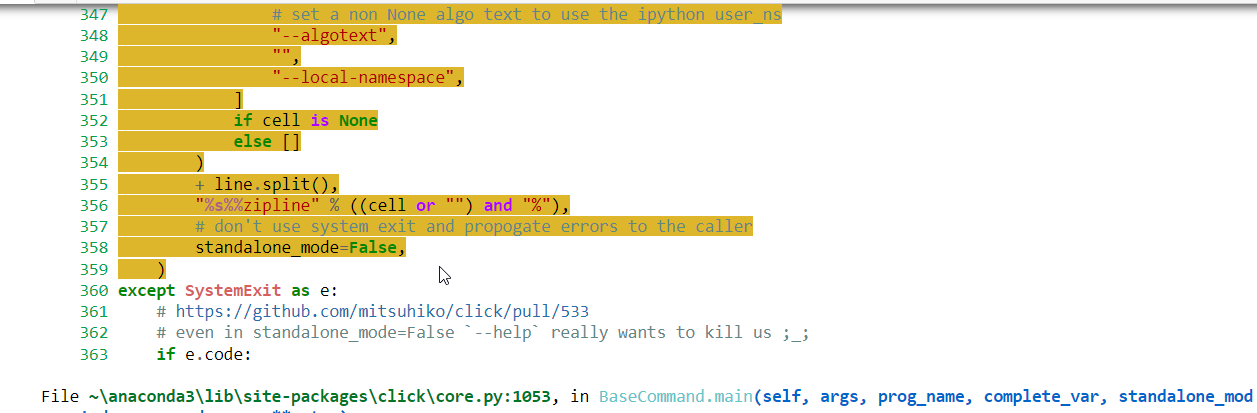 347 # set a non None algo text to use the ipython user_ns
348 "--algotext",
349 "",
350 "--local-namespace",
351 ]
352 if cell is None
353 else []
354 )
355 + line.split(),
356 "%s%%zipline" % ((cell or "") and "%"),
357 # don't use system exit and propogate errors to the caller
358 standalone_mode=False,
359 )
360 except SystemExit as e:
361 # https://github.com/mitsuhiko/click/pull/533
362 # even in standalone_mode=False `--help` really wants to kill us ;_;
363 if e.code:
File ~\anaconda3\lib\site-packages\click\core.py:1053, in BaseCommand.main(self, args, prog_name, complete_var, standalone_mod